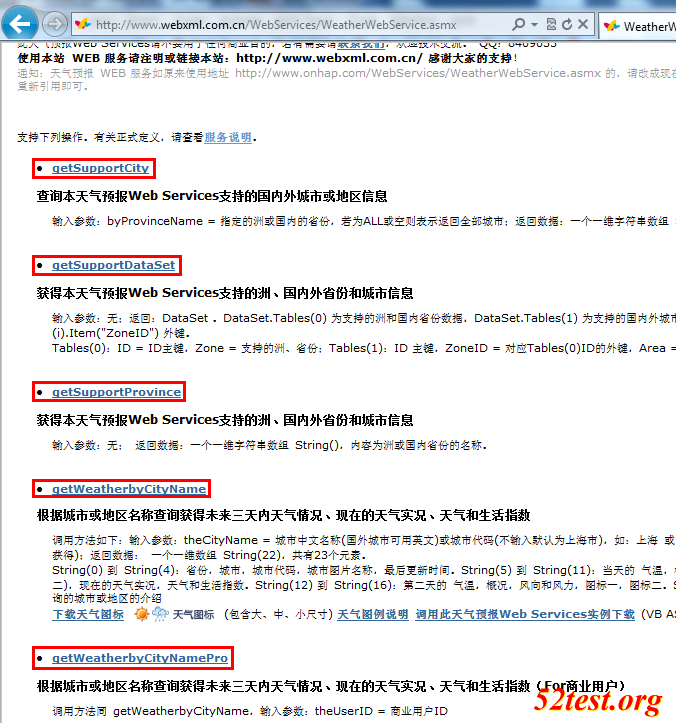 http://www.webxml.com.cn/WebServices/WeatherWebService.asmx
WeatherW
使用本站 WEB 服务请注明或链接本站：http://www.webxml.com.cn/ 感谢大家的支持！
通知：天气预报 WEB 服务如原来使用地址 http://www.onhap.com/WebServices/WeatherWebService.asmx 的，请改成现在
重新引用即可。
支持下列操作。有关正式定义，请查看服务说明。
• getSupportCity
查询本天气预报Web Services支持的国内外城市或地区信息
输入参数：byProvinceName = 指定的洲或国内的省份，若为ALL或空则表示返回全部城市；返回数据：一个一维字符串数组
• getSupportDataSet
获得本天气预报Web Services支持的洲、国内外省份和城市信息
输入参数：无；返回：DataSet 。DataSet.Tables(0) 为支持的洲和国内省份数据，DataSet.Tables(1) 为支持的国内外城市
(i).Item("ZoneID") 外键。
Tables(0)：ID = ID主键，Zone = 支持的洲、省份；Tables(1)：ID 主键，ZoneID = 对应Tables(0)ID的外键，Area =
• getSupportProvince
获得本天气预报Web Services支持的洲、国内外省份和城市信息
输入参数：无； 返回数据：一个一维字符串数组 String()，内容为洲或国内省份的名称。
• getWeatherbyCityName
根据城市或地区名称查询获得未来三天内天气情况、现在的天气实况、天气和生活指数
调用方法如下：输入参数：theCityName = 城市中文名称(国外城市可用英文)或城市代码(不输入默认为上海市)，如：上海 或
获得)；返回数据： 一个一维数组 String(22)，共有23个元素。
String(0) 到 String(4)：省份，城市，城市代码，城市图片名称，最后更新时间。String(5) 到 String(11)：当天的 气温，
二)，现在的天气实况，天气和生活指数。String(12) 到 String(16)：第二天的 气温，概况，风向和风力，图标一，图标二。S
询的城市或地区的介绍
下载天气图标 天气图标 (包含大、中、小尺寸) 天气图例说明 调用此天气预报Web Services实例下载 (VB AS
• getWeatherbyCityNamePro
根据城市或地区名称查询获得未来三天内天气情况、现在的天气实况、天气和生活指数（For商业用户）
调用方法同 getWeatherbyCityName，输入参数：theUserID = 商业用户ID
52test.org